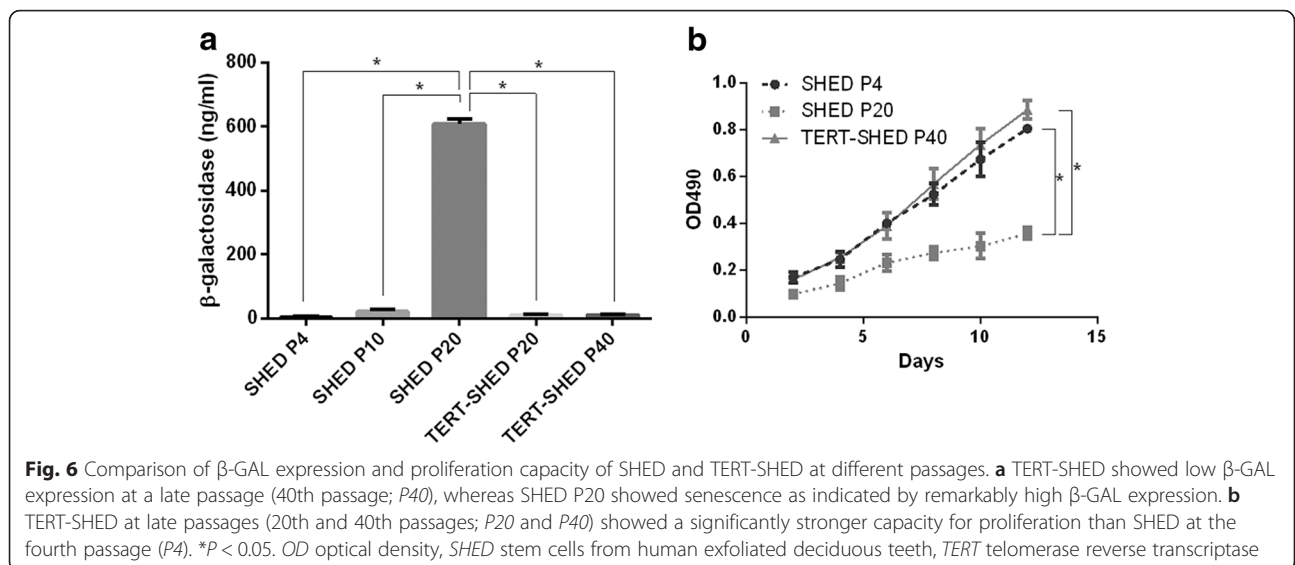 a
b
800
600
400
200
0
β-galactosidase (ng/ml)
*
*
*
*
SHED P4
SHED P10
SHED P20
TERT-SHED P20
TERT-SHED P40
1.0
0.8
0.6
0.4
0.2
0.0
OD490
SHED P4
SHED P20
TERT-SHED P40
*
*
0
5
10
15
Days
Fig. 6 Comparison of β-GAL expression and proliferation capacity of SHED and TERT-SHED at different passages. a TERT-SHED showed low β-GAL
expression at a late passage (40th passage; P40), whereas SHED P20 showed senescence as indicated by remarkably high β-GAL expression. b
TERT-SHED at late passages (20th and 40th passages; P20 and P40) showed a significantly stronger capacity for proliferation than SHED at the
fourth passage (P4). *P < 0.05. OD optical density, SHED stem cells from human exfoliated deciduous teeth, TERT telomerase reverse transcriptase